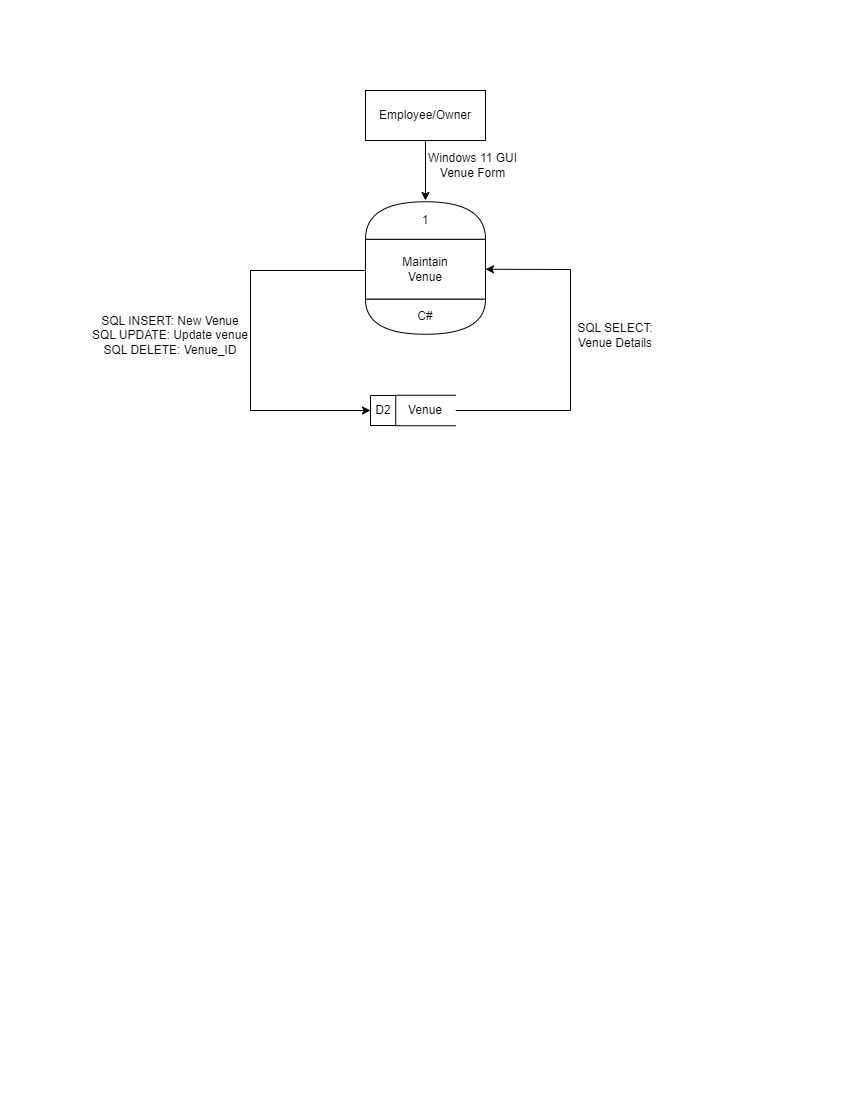 Employee/Owner
Windows 11 GUI
Venue Form
1
Maintain
Venue
C#
SQL INSERT: New Venue
SQL UPDATE: Update venue
SQL DELETE: Venue_ID
SQL SELECT:
Venue Details
D2
Venue